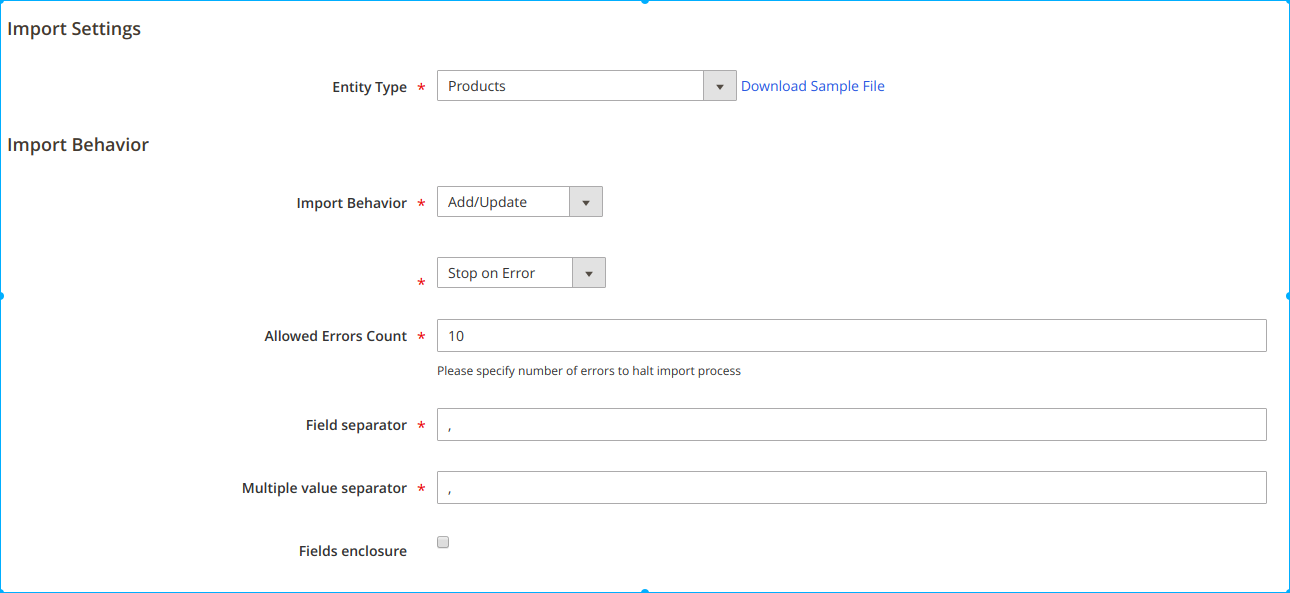 Import Settings
Entity Type * Products Download Sample File
Import Behavior
Import Behavior * Add/Update
* Stop on Error
Allowed Errors Count * 10
Please specify number of errors to halt import process
Field separator * ,
Multiple value separator * ,
Fields enclosure